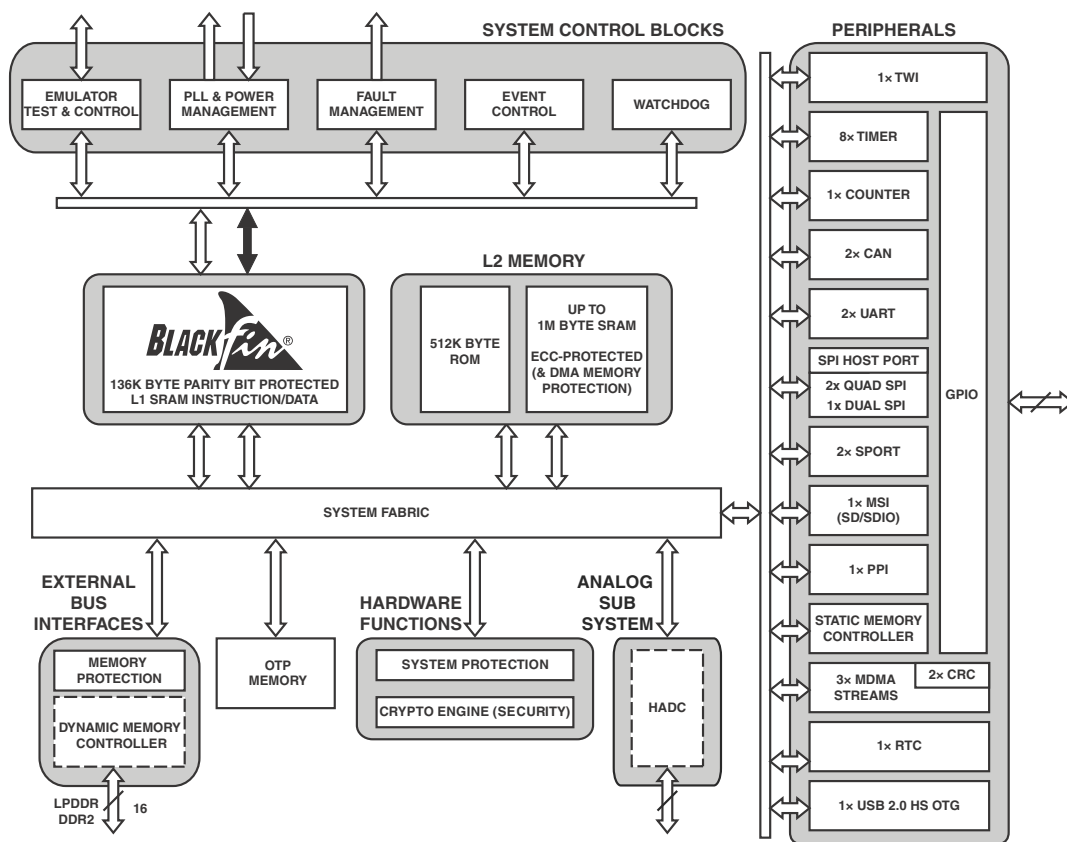 SYSTEM CONTROL BLOCKS
EMULATOR
TEST & CONTROL
PLL & POWER
MANAGEMENT
FAULT
MANAGEMENT
EVENT
CONTROL
WATCHDOG
BLACKfin®
136K BYTE PARITY BIT PROTECTED
L1 SRAM INSTRUCTION/DATA
L2 MEMORY
512K BYTE
ROM
UP TO
1M BYTE SRAM
ECC-PROTECTED
(& DMA MEMORY
PROTECTION)
SYSTEM FABRIC
EXTERNAL
BUS
INTERFACES
MEMORY
PROTECTION
DYNAMIC MEMORY
CONTROLLER
LPDDR
DDR2
16
OTP
MEMORY
HARDWARE
FUNCTIONS
SYSTEM PROTECTION
CRYPTO ENGINE (SECURITY)
ANALOG
SUB
SYSTEM
HADC
PERIPHERALS
1× TWI
8× TIMER
1× COUNTER
2× CAN
2× UART
SPI HOST PORT
2x QUAD SPI
1x DUAL SPI
2× SPORT
1× MSI
(SD/SDIO)
1× PPI
STATIC MEMORY
CONTROLLER
GPIO
3× MDMA
STREAMS
2× CRC
1× RTC
1× USB 2.0 HS OTG